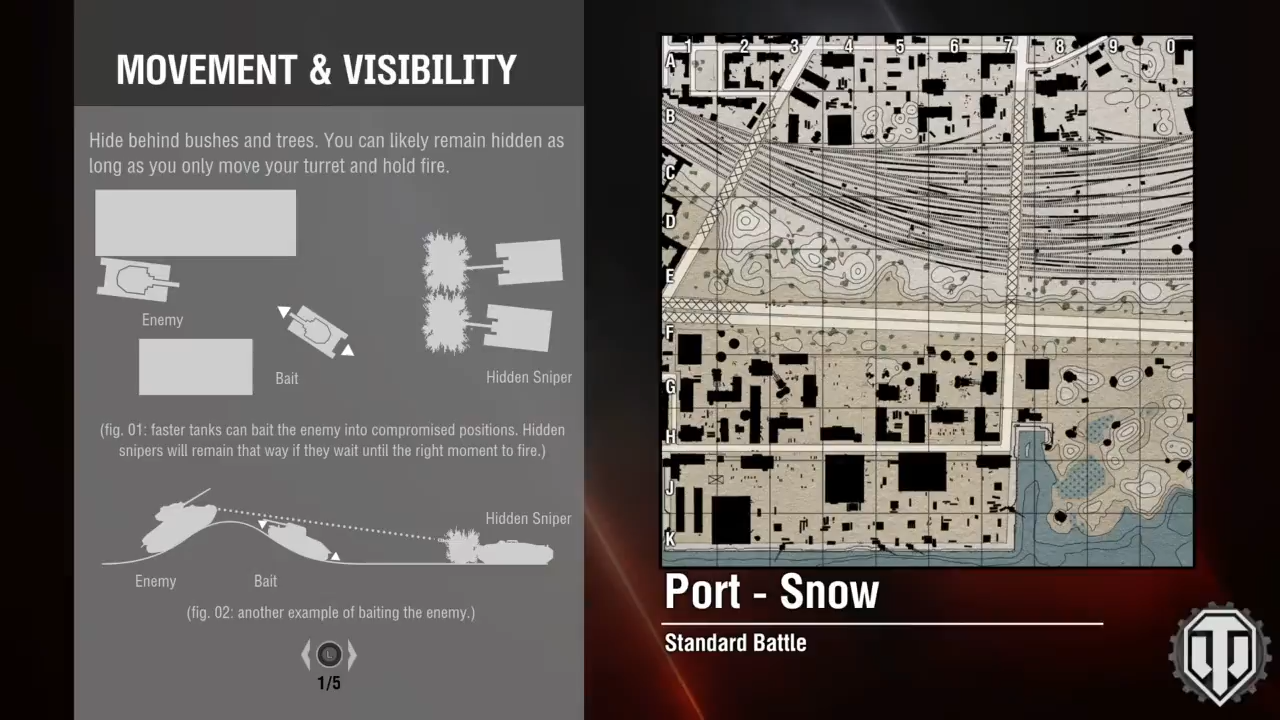 MOVEMENT & VISIBILITY
Hide behind bushes and trees. You can likely remain hidden as
long as you only move your turret and hold fire.
Enemy
Bait
Hidden Sniper
(fig. 01: faster tanks can bait the enemy into compromised positions. Hidden
snipers will remain that way if they wait until the right moment to fire.)
Hidden Sniper
Enemy
Bait
(fig. 02: another example of baiting the enemy.)
L
1/5
1 2 3 4 5 6 7 8 9 0
A
B
C
D
E
F
G
H
J
K
Port - Snow
Standard Battle